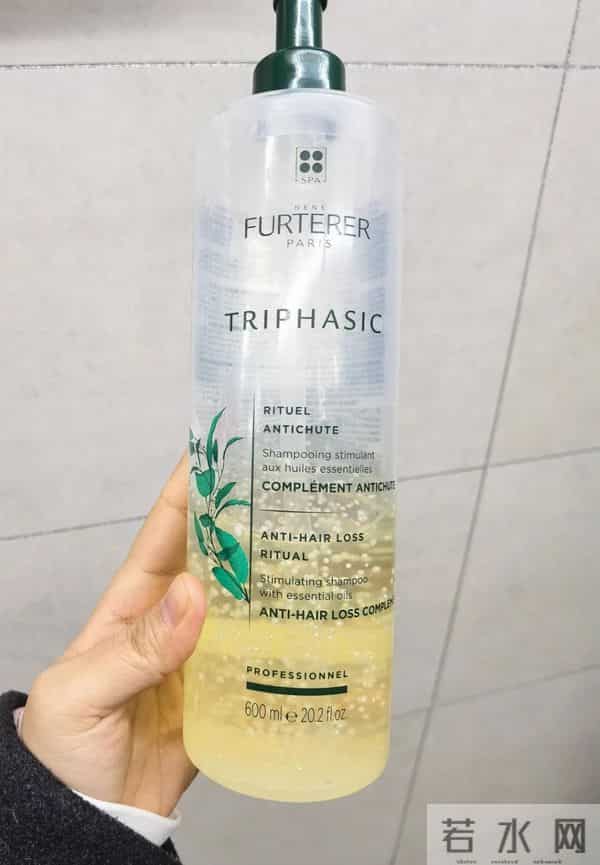 SPA
RENE
FURTERER
PARIS
TRIPHASIC
RITUEL
ANTICHUTE
Shampooing stimulant
aux huiles essentielles
COMPLÉMENT ANTICHUTE
ANTI-HAIR LOSS
RITUAL
Stimulating shampoo
with essential oils
ANTI-HAIR LOSS COMPLEM
PROFESSIONNEL
600 ml e 20.2 fl.oz.
若水网